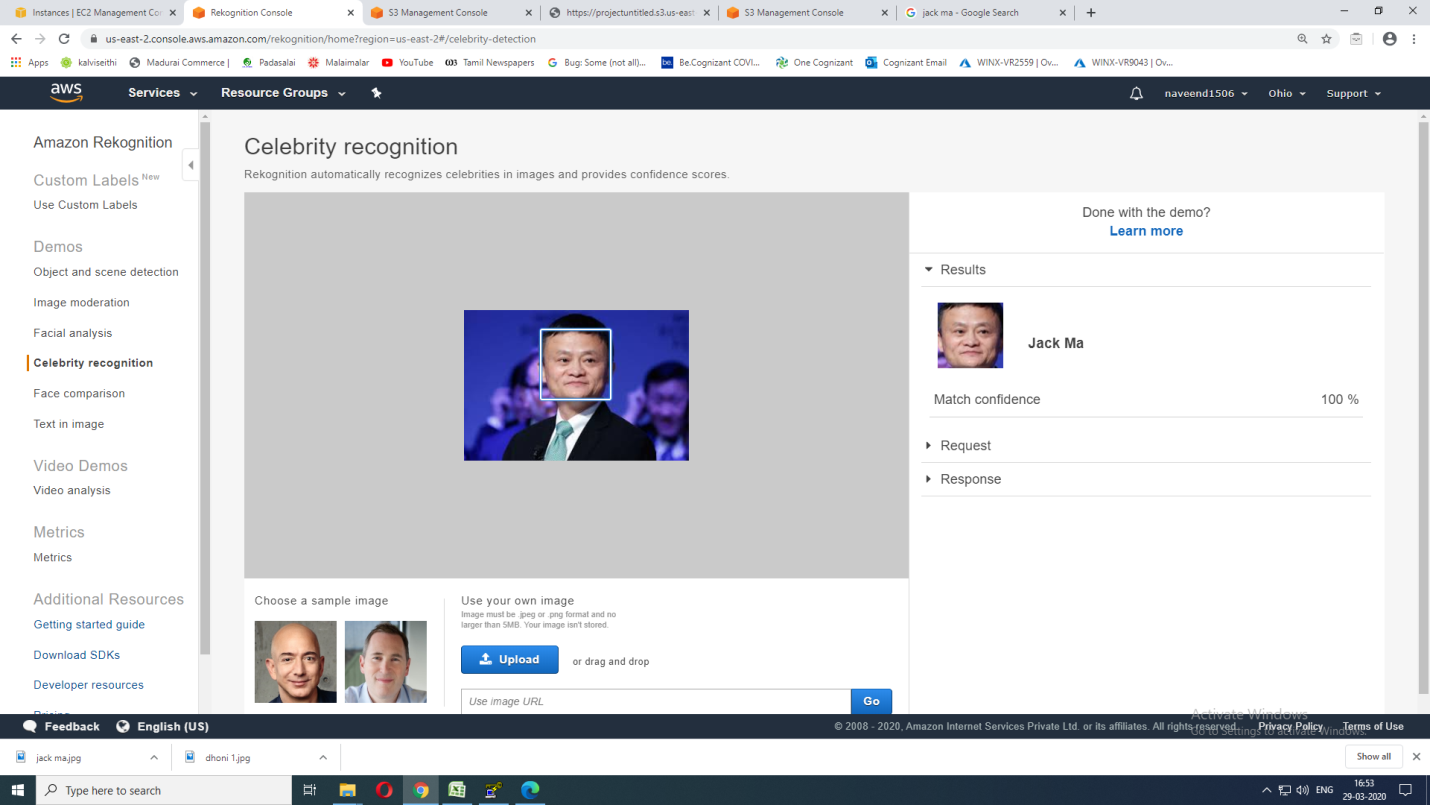 Instances | EC2 Management Cor
Rekognition Console
S3 Management Console
https://projectuntitled.s3.us-east-
S3 Management Console
jack ma - Google Search
us-east-2.console.aws.amazon.com/rekognition/home?region=us-east-2#/celebrity-detection
Apps
kalviseithi
Madurai Commerce |
Padasalai
Malaimalar
YouTube
Tamil Newspapers
Bug: Some (not all)...
Be.Cognizant COVI...
One Cognizant
Cognizant Email
WINX-VR2559 | Ov...
WINX-VR9043 | Ov...
aws
Services
Resource Groups
naveend1506
Ohio
Support
Amazon Rekognition
Custom Labels New
Use Custom Labels
Demos
Object and scene detection
Image moderation
Facial analysis
Celebrity recognition
Face comparison
Text in image
Video Demos
Video analysis
Metrics
Metrics
Additional Resources
Getting started guide
Download SDKs
Developer resources
Celebrity recognition
Rekognition automatically recognizes celebrities in images and provides confidence scores.
Done with the demo?
Learn more
Results
Jack Ma
Match confidence 100 %
Request
Response
Choose a sample image
Use your own image
Image must be .jpeg or .png format and no
larger than 5MB. Your image isn't stored.
Upload
or drag and drop
Use image URL
Go
Activate Windows
Go to Settings to activate Windows.
Feedback
English (US)
© 2008 - 2020, Amazon Internet Services Private Ltd. or its affiliates. All rights reserved.
Privacy Policy
Terms of Use
jack ma.jpg
dhoni 1.jpg
Show all
Type here to search
ENG
16:53
29-03-2020